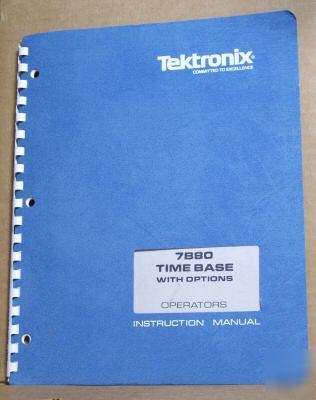 Tektronix®
COMMITTED TO EXCELLENCE
7B80
TIME BASE
WITH OPTIONS
OPERATORS
INSTRUCTION MANUAL